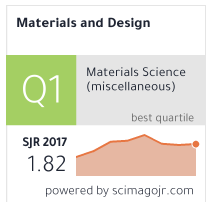 Materials and Design
Q1
Materials Science
(miscellaneous)
best quartile
SJR 2017
1.82
powered by scimagojr.com